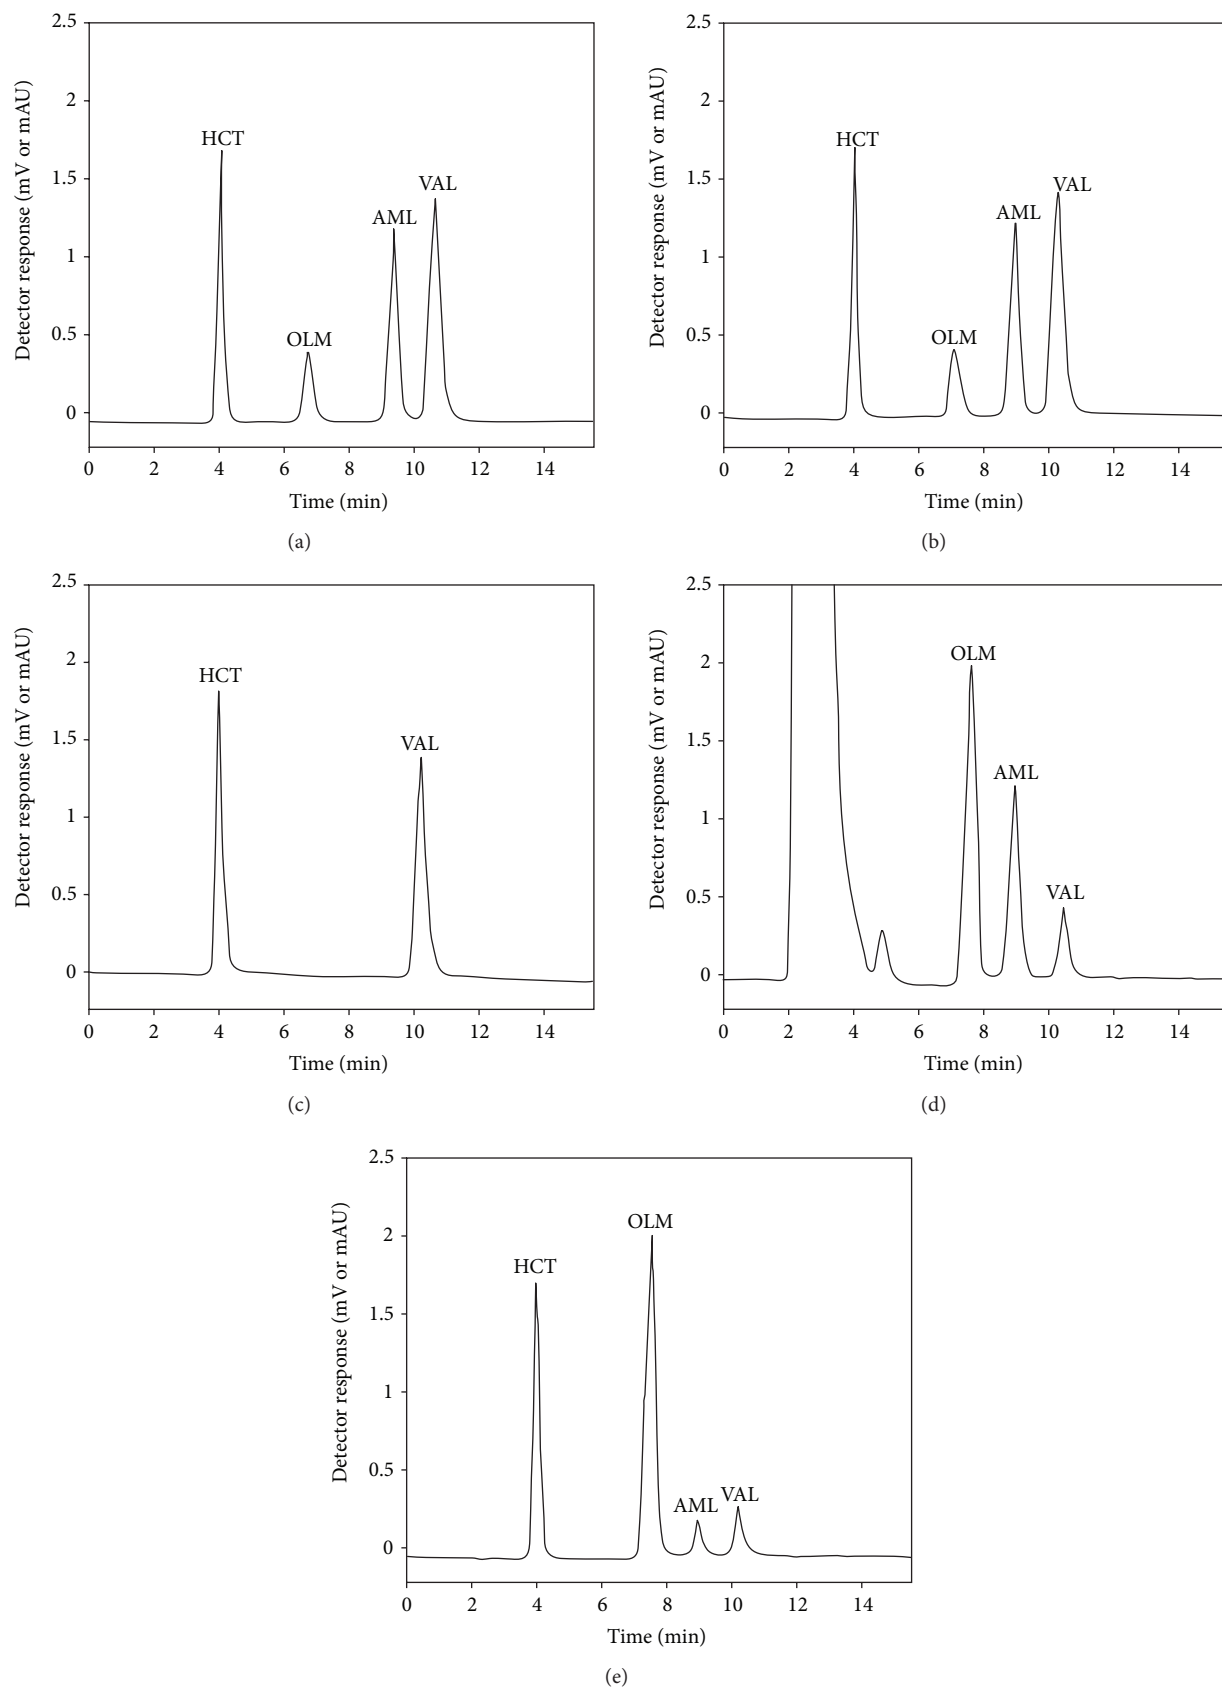 2.5
2
1.5
1
0.5
0
Detector response (mV or mAU)
HCT
OLM
AML
VAL
0 2 4 6 8 10 12 14
Time (min)
(a)
2.5
2
1.5
1
0.5
0
Detector response (mV or mAU)
HCT
OLM
AML
VAL
0 2 4 6 8 10 12 14
Time (min)
(b)
2.5
2
1.5
1
0.5
0
Detector response (mV or mAU)
HCT
VAL
0 2 4 6 8 10 12 14
Time (min)
(c)
2.5
2
1.5
1
0.5
0
Detector response (mV or mAU)
OLM
AML
VAL
0 2 4 6 8 10 12 14
Time (min)
(d)
2.5
2
1.5
1
0.5
0
Detector response (mV or mAU)
HCT
OLM
AML
VAL
0 2 4 6 8 10 12 14
Time (min)
(e)